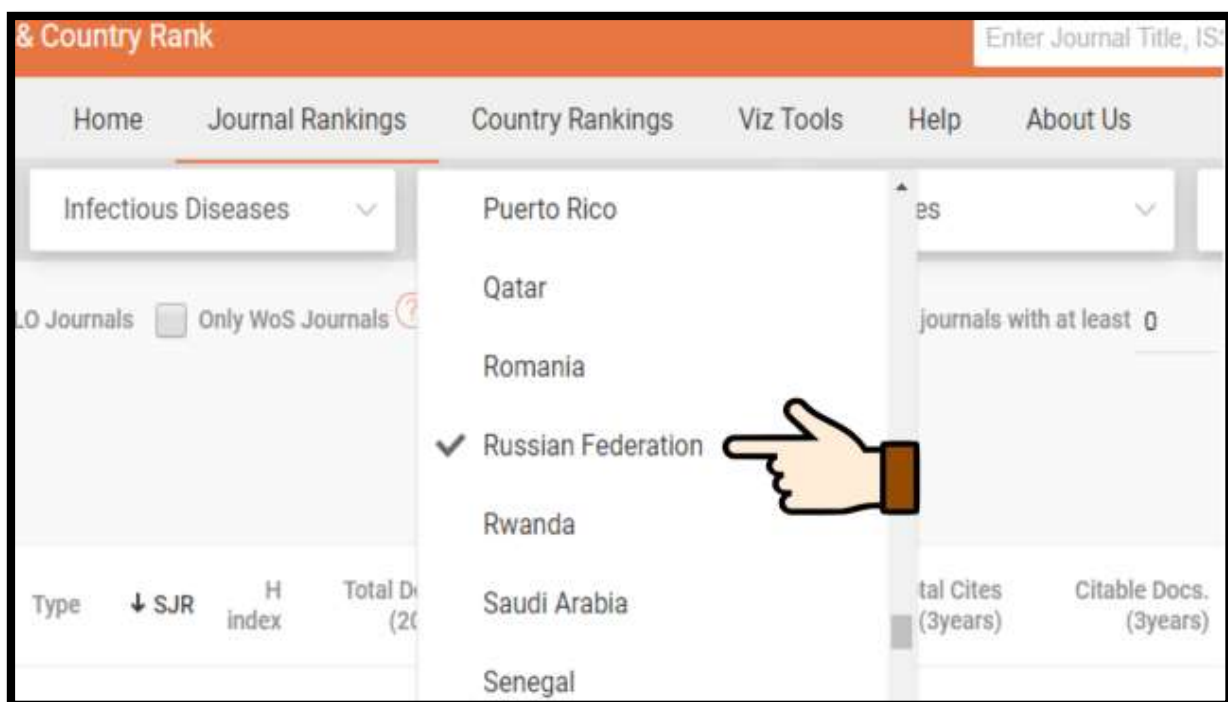 & Country Rank
Enter Journal Title, IS
Home Journal Rankings Country Rankings Viz Tools Help About Us
Infectious Diseases
Puerto Rico
Qatar
Romania
Russian Federation
Rwanda
Saudi Arabia
Senegal
es
LO Journals Only WoS Journals ?
journals with at least 0
Type ↓ SJR H index Total D (20
tal Cites (3years) Citable Docs. (3years)